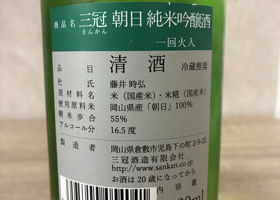 商品名 三冠 朝日 純米吟醸酒
さんかん
一回火入
品目 清酒 冷蔵推奨
杜氏 藤井 時弘
原材料名 米(国産米)・米糀(国産米)
使用原料米 岡山県産「朝日」100%
精米歩合 55%
アルコール分 16.5度
製造者 岡山県倉敷市児島下の町2-9-22
三冠酒造有限会社
http://www.sankan.co.jp
お酒は20歳になってから
内容量